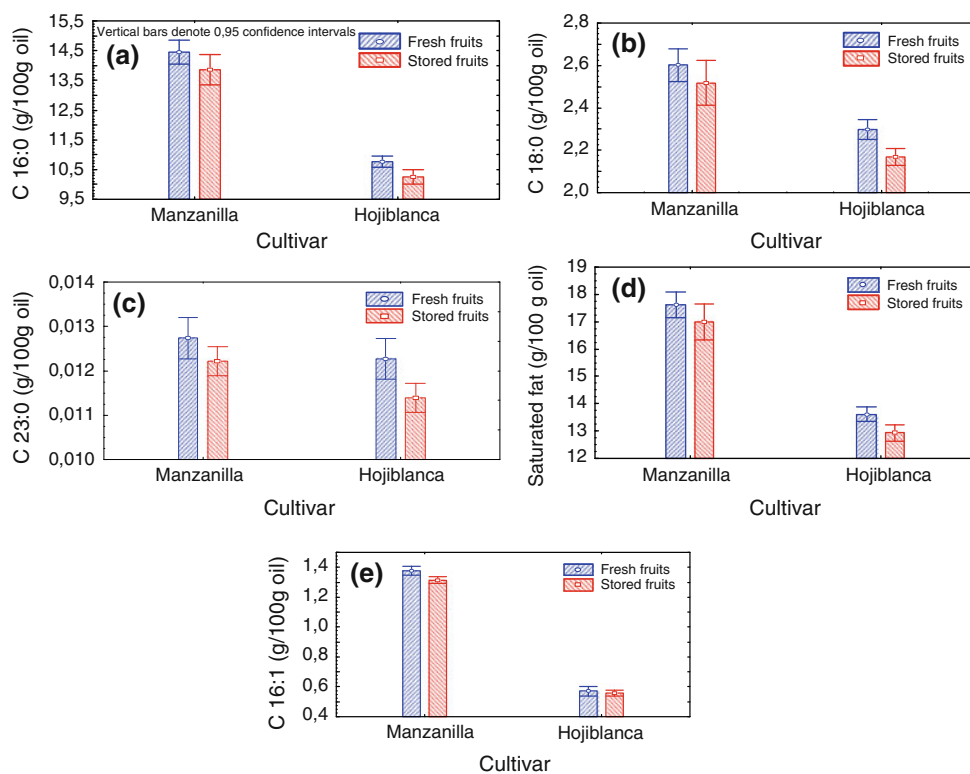 Vertical bars denote 0,95 confidence intervals
(a)
Fresh fruits
Stored fruits
15,5
14,5
13,5
12,5
11,5
10,5
9,5
C 16:0 (g/100g oil)
Manzanilla Hojiblanca
Cultivar
(b)
Fresh fruits
Stored fruits
2,8
2,6
2,4
2,2
2,0
C 18:0 (g/100g oil)
Manzanilla Hojiblanca
Cultivar
(c)
Fresh fruits
Stored fruits
0,014
0,013
0,012
0,011
0,010
C 23:0 (g/100g oil)
Manzanilla Hojiblanca
Cultivar
(d)
Fresh fruits
Stored fruits
19
18
17
16
15
14
13
12
Saturated fat (g/100 g oil)
Manzanilla Hojiblanca
Cultivar
(e)
Fresh fruits
Stored fruits
1,4
1,2
1,0
0,8
0,6
0,4
C 16:1 (g/100g oil)
Manzanilla Hojiblanca
Cultivar